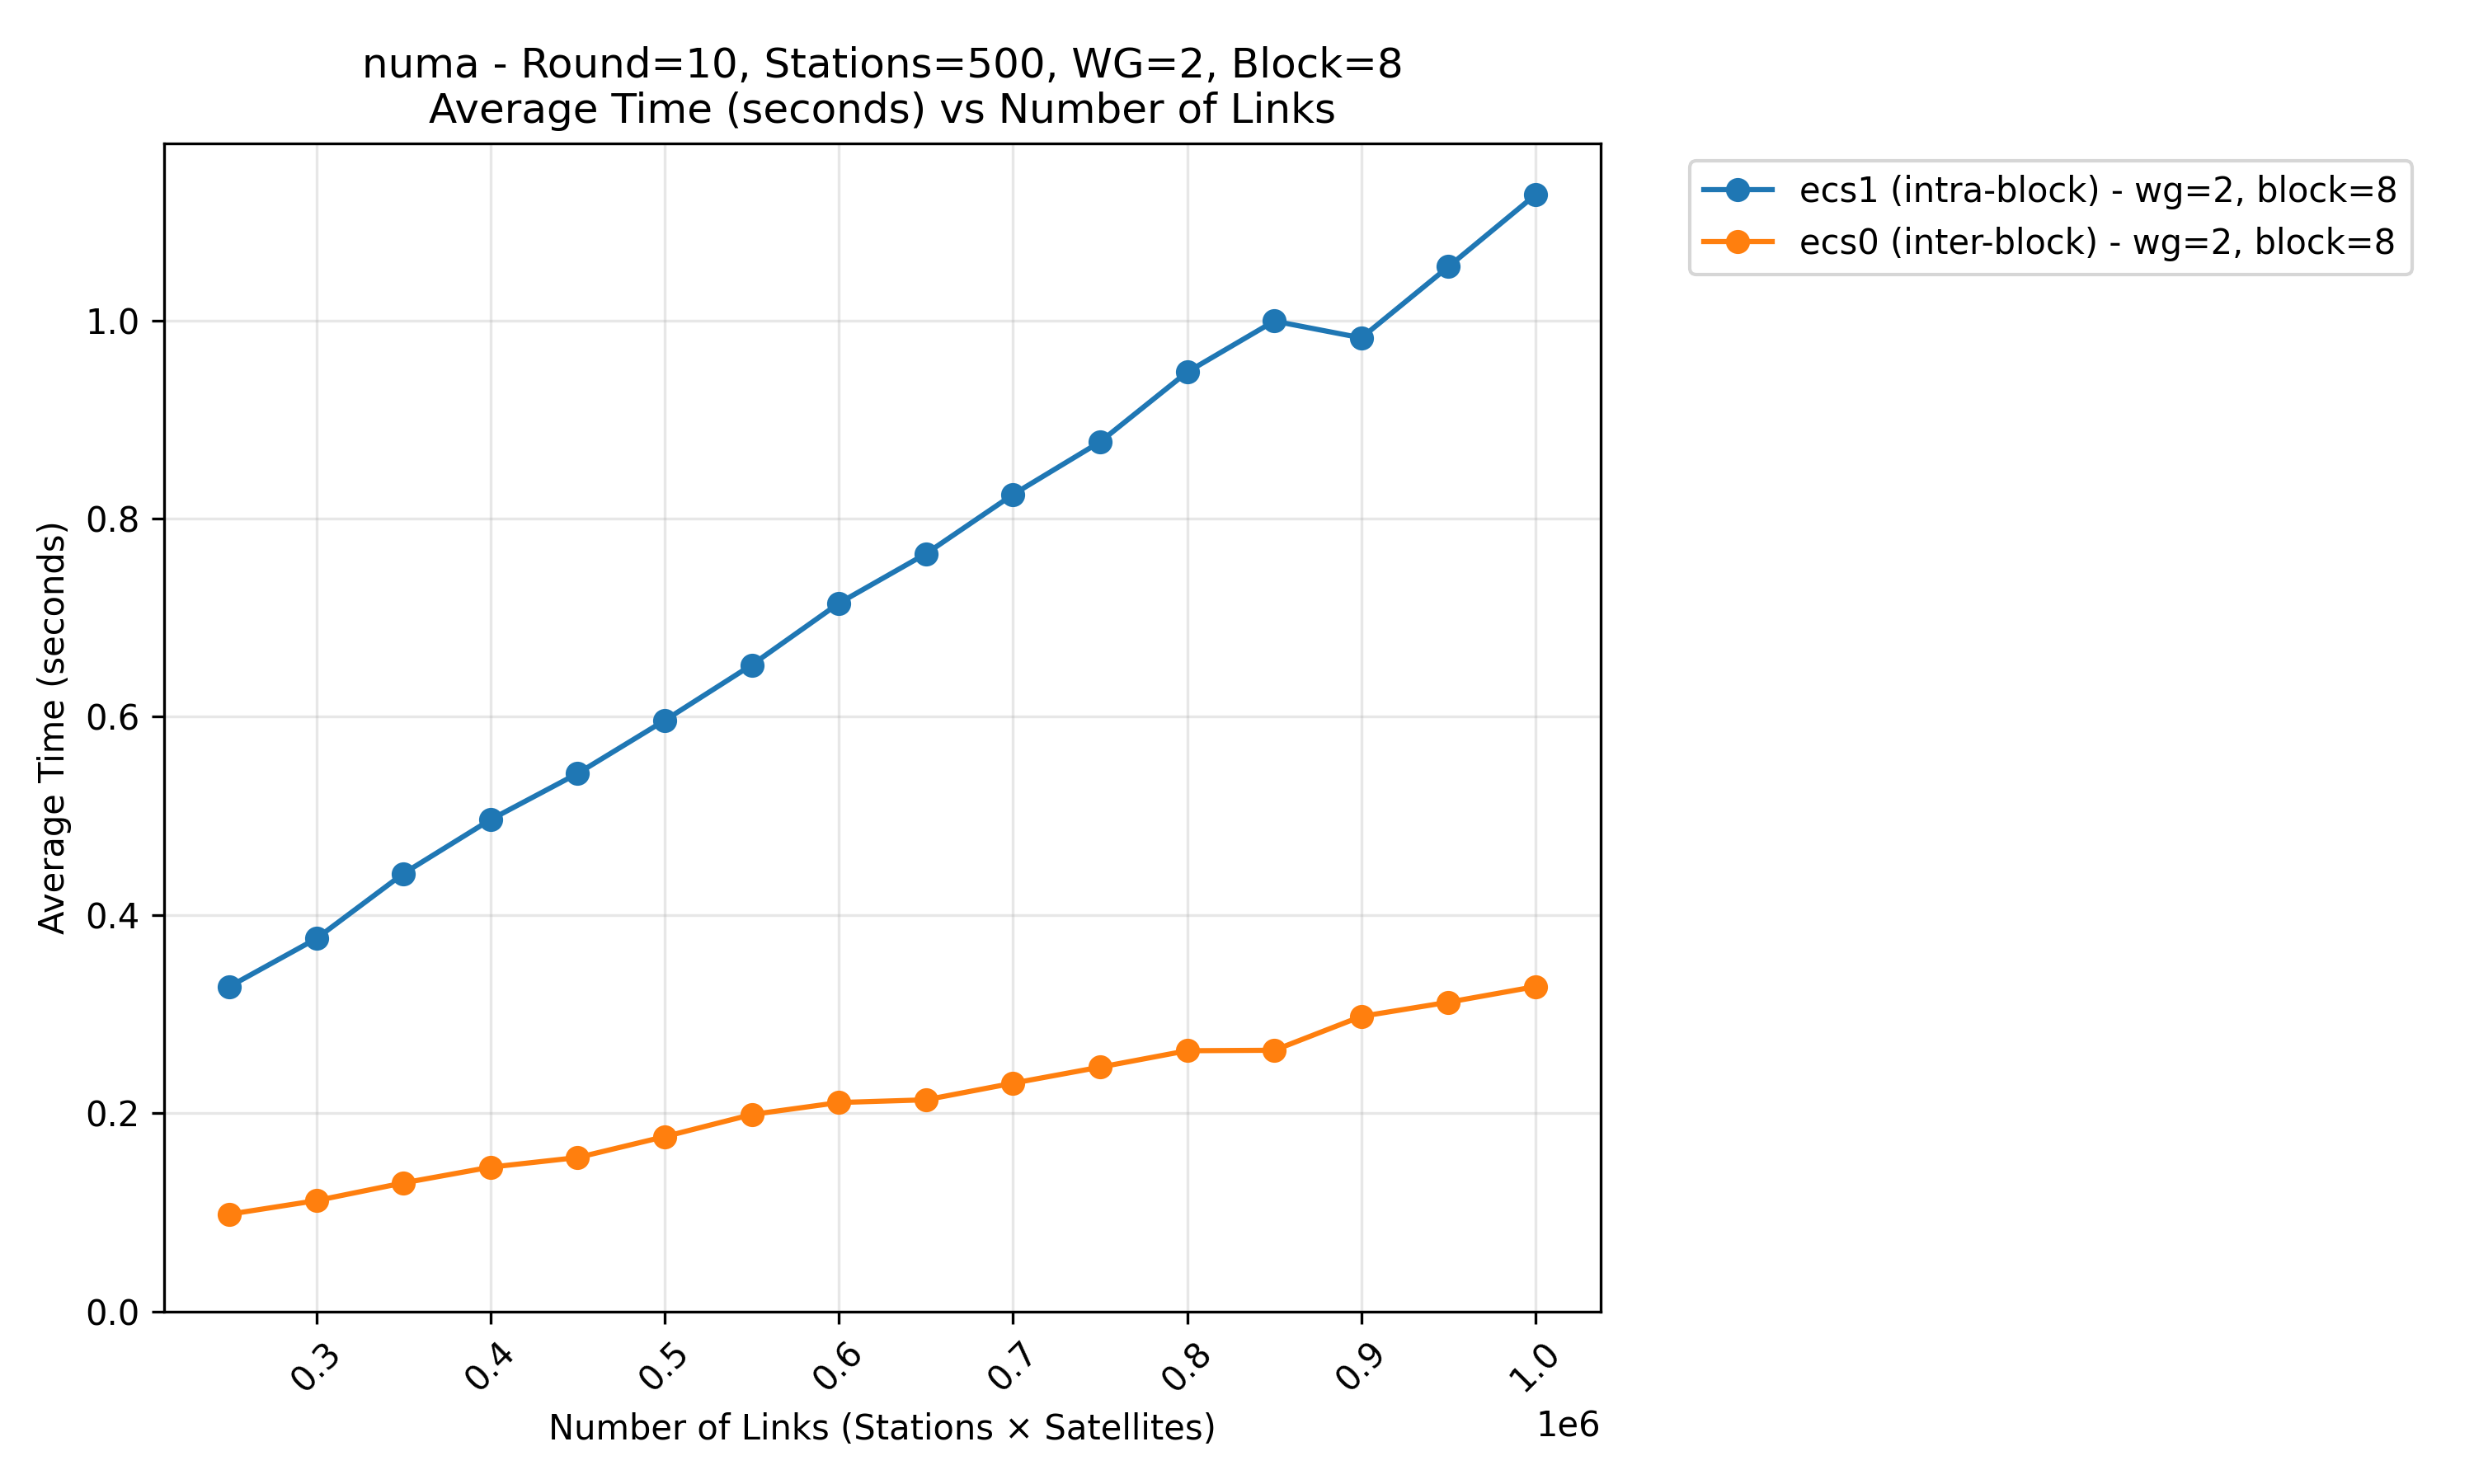 numa - Round=10, Stations=500, WG=2, Block=8
Average Time (seconds) vs Number of Links
ecs1 (intra-block) - wg=2, block=8
ecs0 (inter-block) - wg=2, block=8
Average Time (seconds)
1.0
0.8
0.6
0.4
0.2
0.0
0.3
0.4
0.5
0.6
0.7
0.8
0.9
1.0
1e6
Number of Links (Stations × Satellites)